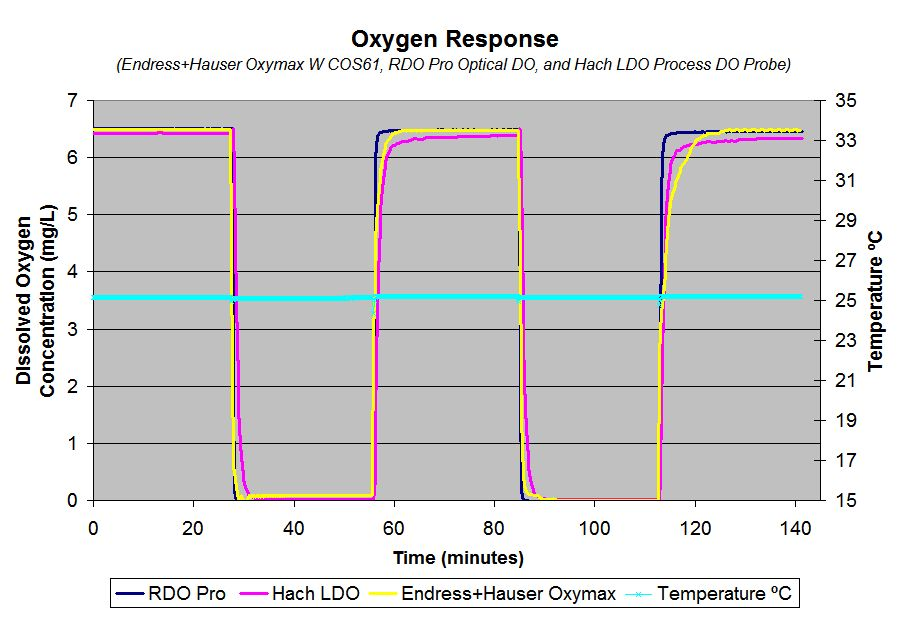 Oxygen Response
(Endress+Hauser Oxymax W COS61, RDO Pro Optical DO, and Hach LDO Process DO Probe)
7
6
5
4
3
2
1
0
Dissolved Oxygen
Concentration (mg/L)
35
33
31
29
27
25
23
21
19
17
15
Temperature ºC
0 20 40 60 80 100 120 140
Time (minutes)
RDO Pro Hach LDO Endress+Hauser Oxymax Temperature ºC